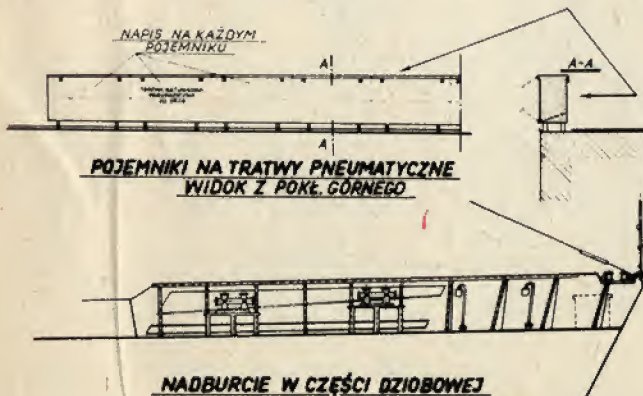 NAPIS NA KAŻDYM
POJEMNIKU
A
A
A-A
POJEMNIKI NA TRATWY PNEUMATYCZNE
WIDOK Z POKŁ. GÓRNEGO
NADBURCIE W CZĘŚCI DZIOBOWEJ